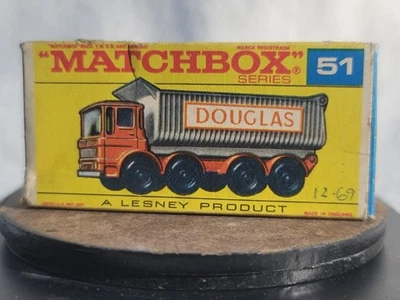 "MATCHBOX"®
SERIES
51
DOUGLAS
12-69
A LESNEY PRODUCT
MADE IN ENGLAND